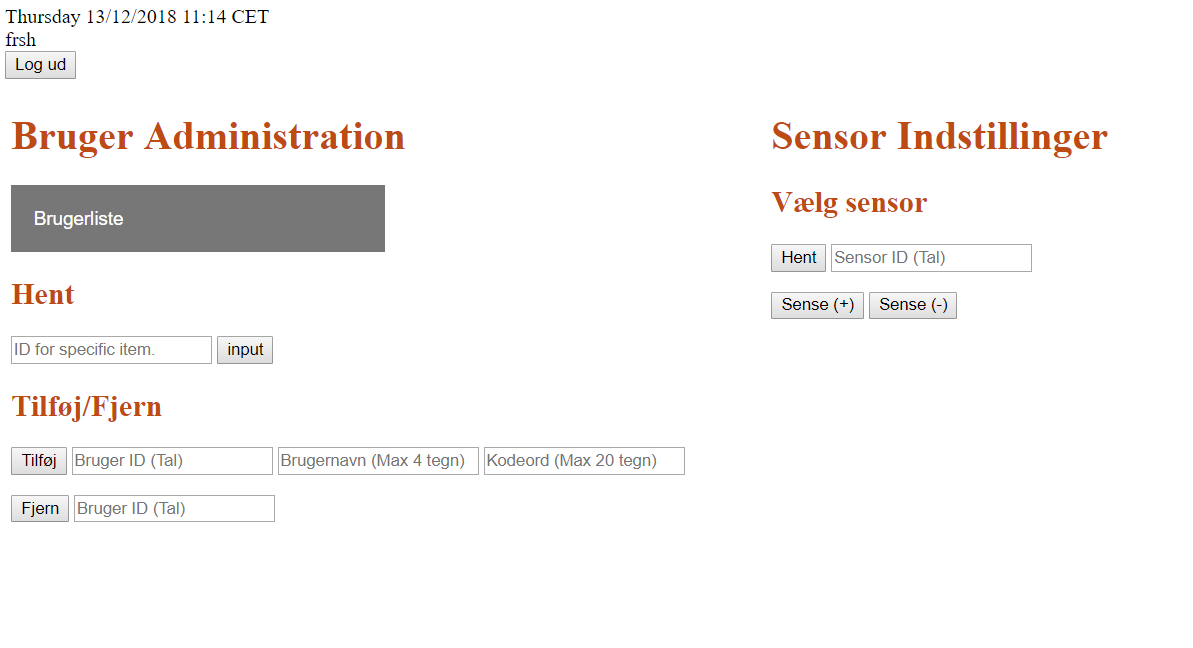 Thursday 13/12/2018 11:14 CET
frsh
Log ud
Bruger Administration
Brugerliste
Hent
ID for specific item. input
Tilføj/Fjern
Tilføj Bruger ID (Tal) Brugernavn (Max 4 tegn) Kodeord (Max 20 tegn)
Fjern Bruger ID (Tal)
Sensor Indstillinger
Vælg sensor
Hent Sensor ID (Tal)
Sense (+) Sense (-)